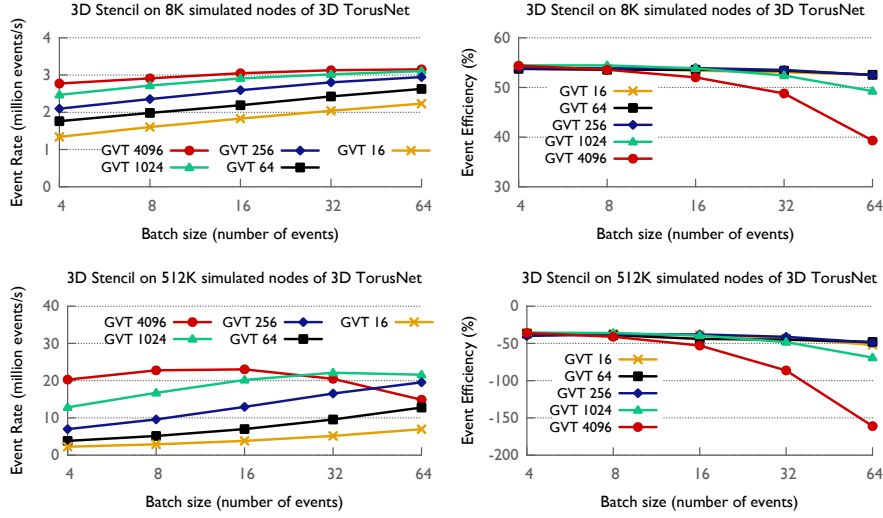 3D Stencil on 8K simulated nodes of 3D TorusNet
Event Rate (million events/s)
4
3
2
1
0
GVT 4096
GVT 256
GVT 16
GVT 1024
GVT 64
4
8
16
32
64
Batch size (number of events)
3D Stencil on 8K simulated nodes of 3D TorusNet
Event Efficiency (%)
60
50
40
30
GVT 16
GVT 64
GVT 256
GVT 1024
GVT 4096
4
8
16
32
64
Batch size (number of events)
3D Stencil on 512K simulated nodes of 3D TorusNet
Event Rate (million events/s)
40
30
20
10
0
GVT 4096
GVT 256
GVT 16
GVT 1024
GVT 64
4
8
16
32
64
Batch size (number of events)
3D Stencil on 512K simulated nodes of 3D TorusNet
Event Efficiency (%)
0
-50
-100
-150
-200
GVT 16
GVT 64
GVT 256
GVT 1024
GVT 4096
4
8
16
32
64
Batch size (number of events)